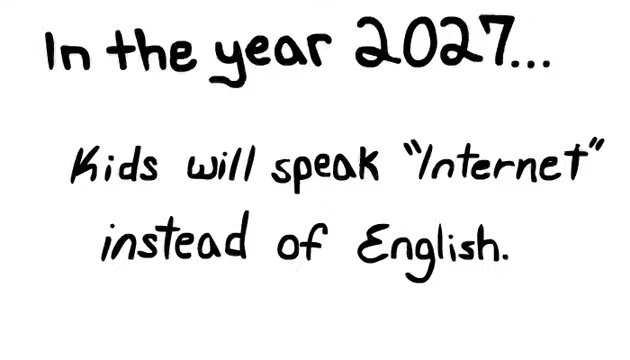 In the year 2027...
Kids will speak "Internet"
instead of English.